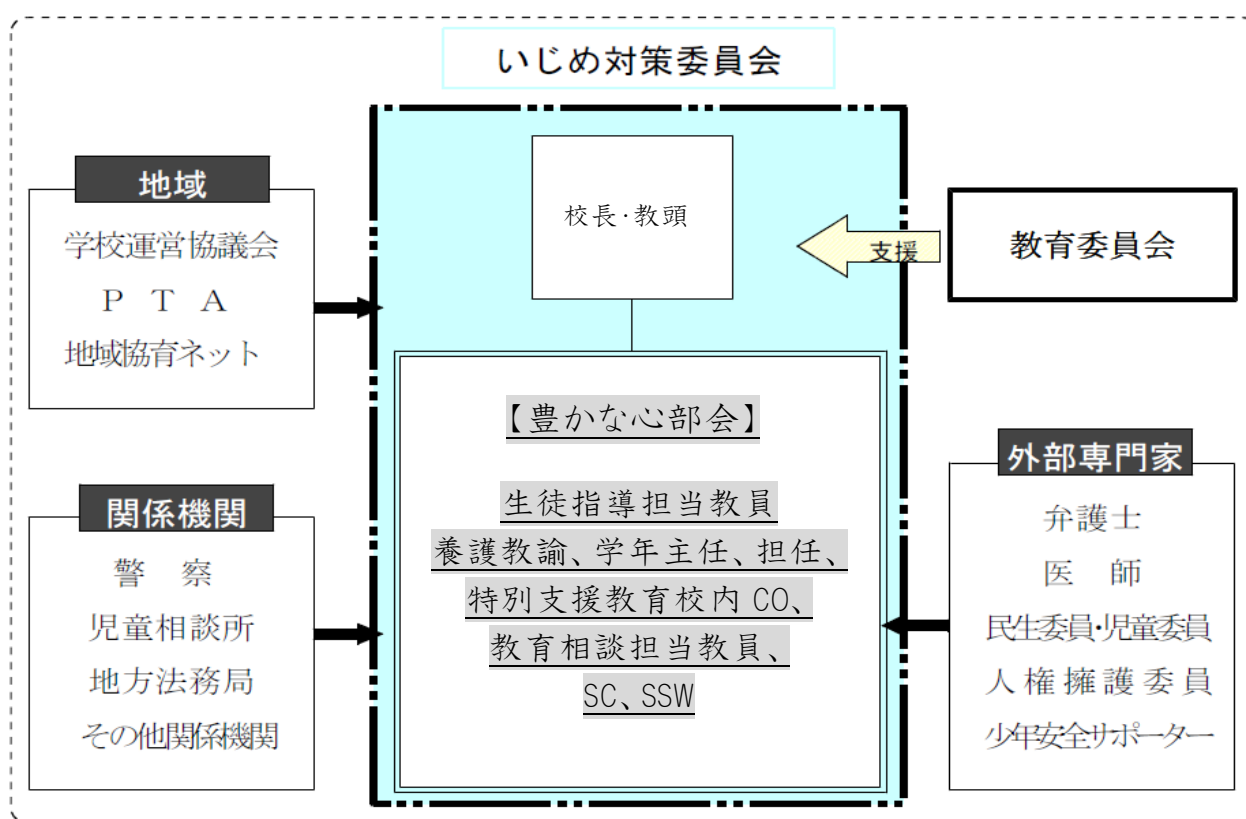 いじめ対策委員会
地域
学校運営協議会
P T A
地域協育ネット
校長・教頭
支援
教育委員会
【豊かな心部会】
生徒指導担当教員
養護教諭、学年主任、担任、
特別支援教育校内 CO、
教育相談担当教員、
SC、SSW
関係機関
警 察
児童相談所
地方法務局
その他関係機関
外部専門家
弁護士
医 師
民生委員・児童委員
人権擁護委員
少年安全サポーター